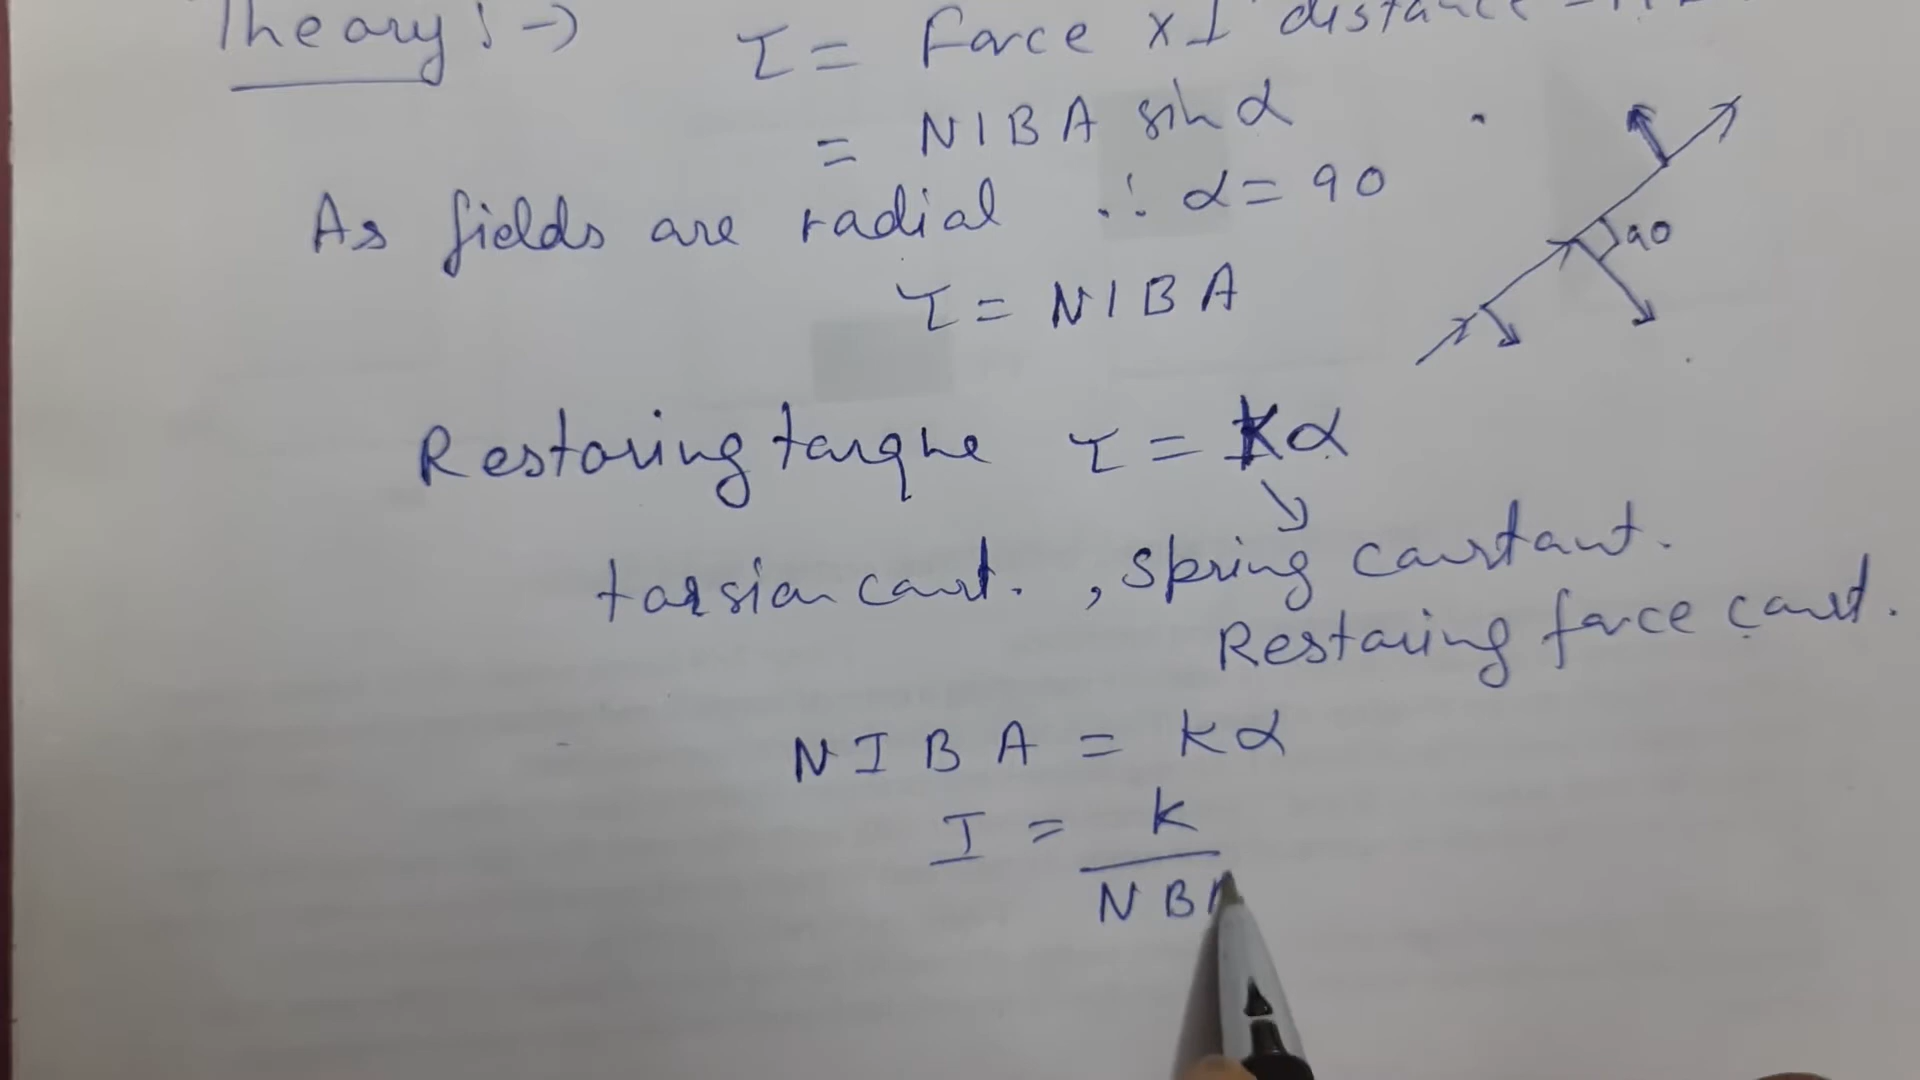 Theory :→ τ = Force × ⊥ distance
= NIBA sin α
As fields are radial ∴ α = 90
90
τ = NIBA
Restoring torque τ = Kα
torsion const. , spring constant.
Restoring force const.
NIBA = Kα
I = K
NBA